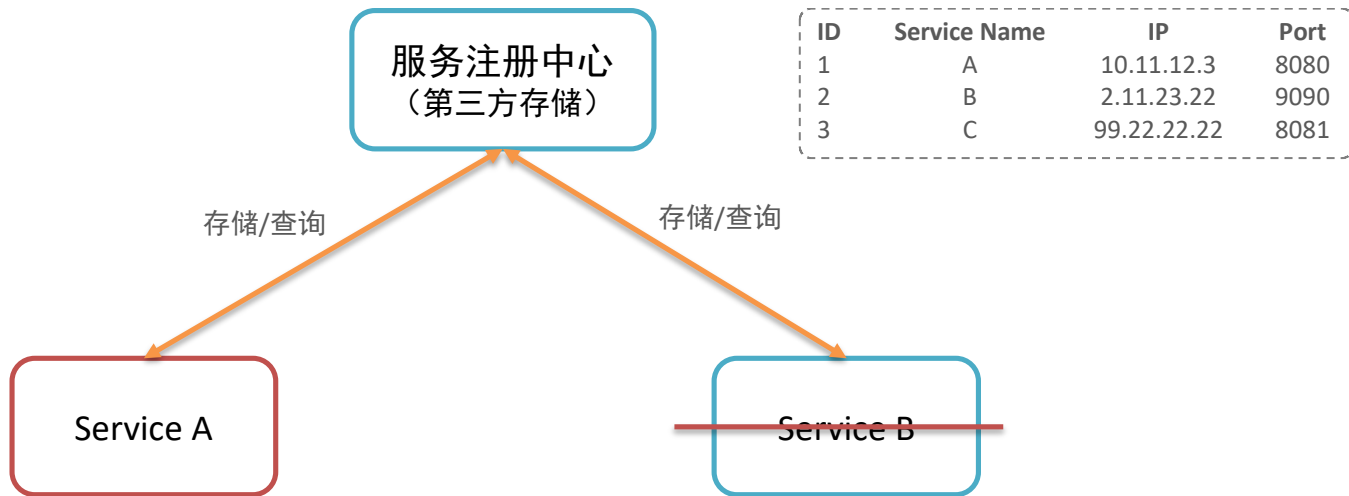 服务注册中心
（第三方存储）
ID Service Name IP Port
1 A 10.11.12.3 8080
2 B 2.11.23.22 9090
3 C 99.22.22.22 8081
存储/查询
存储/查询
Service A
Service B